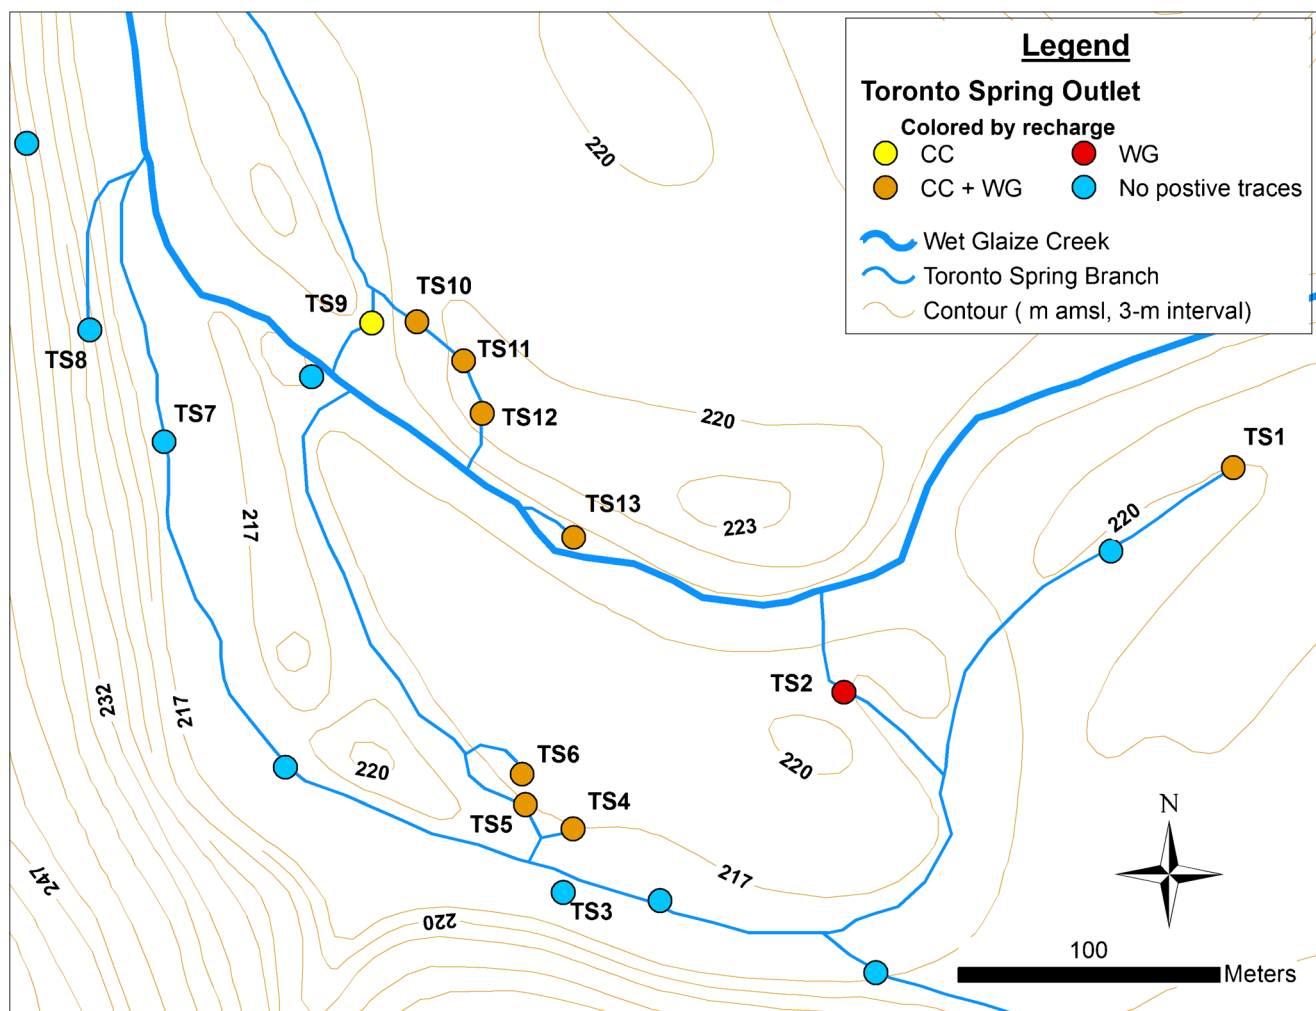 Legend
Toronto Spring Outlet
Colored by recharge
CC
WG
CC + WG
No postive traces
Wet Glaize Creek
Toronto Spring Branch
Contour ( m amsl, 3-m interval)
220
TS10
TS9
TS11
TS8
TS12
220
TS7
TS1
TS13
220
223
217
TS2
232
217
220
220
TS6
TS4
TS5
217
247
TS3
220
N
100
Meters